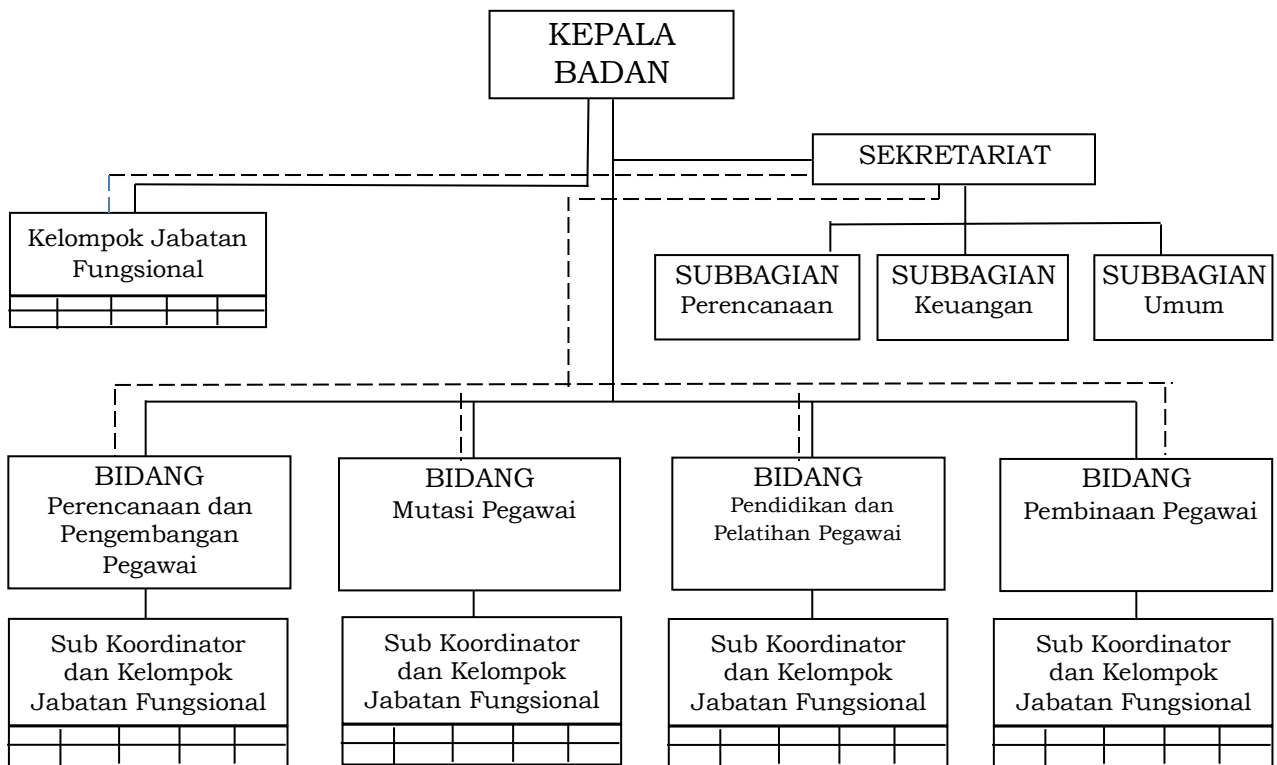 KEPALA
BADAN
SEKRETARIAT
Kelompok Jabatan
Fungsional
SUBBAGIAN
Perencanaan
SUBBAGIAN
Keuangan
SUBBAGIAN
Umum
BIDANG
Perencanaan dan
Pengembangan
Pegawai
BIDANG
Mutasi Pegawai
BIDANG
Pendidikan dan
Pelatihan Pegawai
BIDANG
Pembinaan Pegawai
Sub Koordinator
dan Kelompok
Jabatan Fungsional
Sub Koordinator
dan Kelompok
Jabatan Fungsional
Sub Koordinator
dan Kelompok
Jabatan Fungsional
Sub Koordinator
dan Kelompok
Jabatan Fungsional